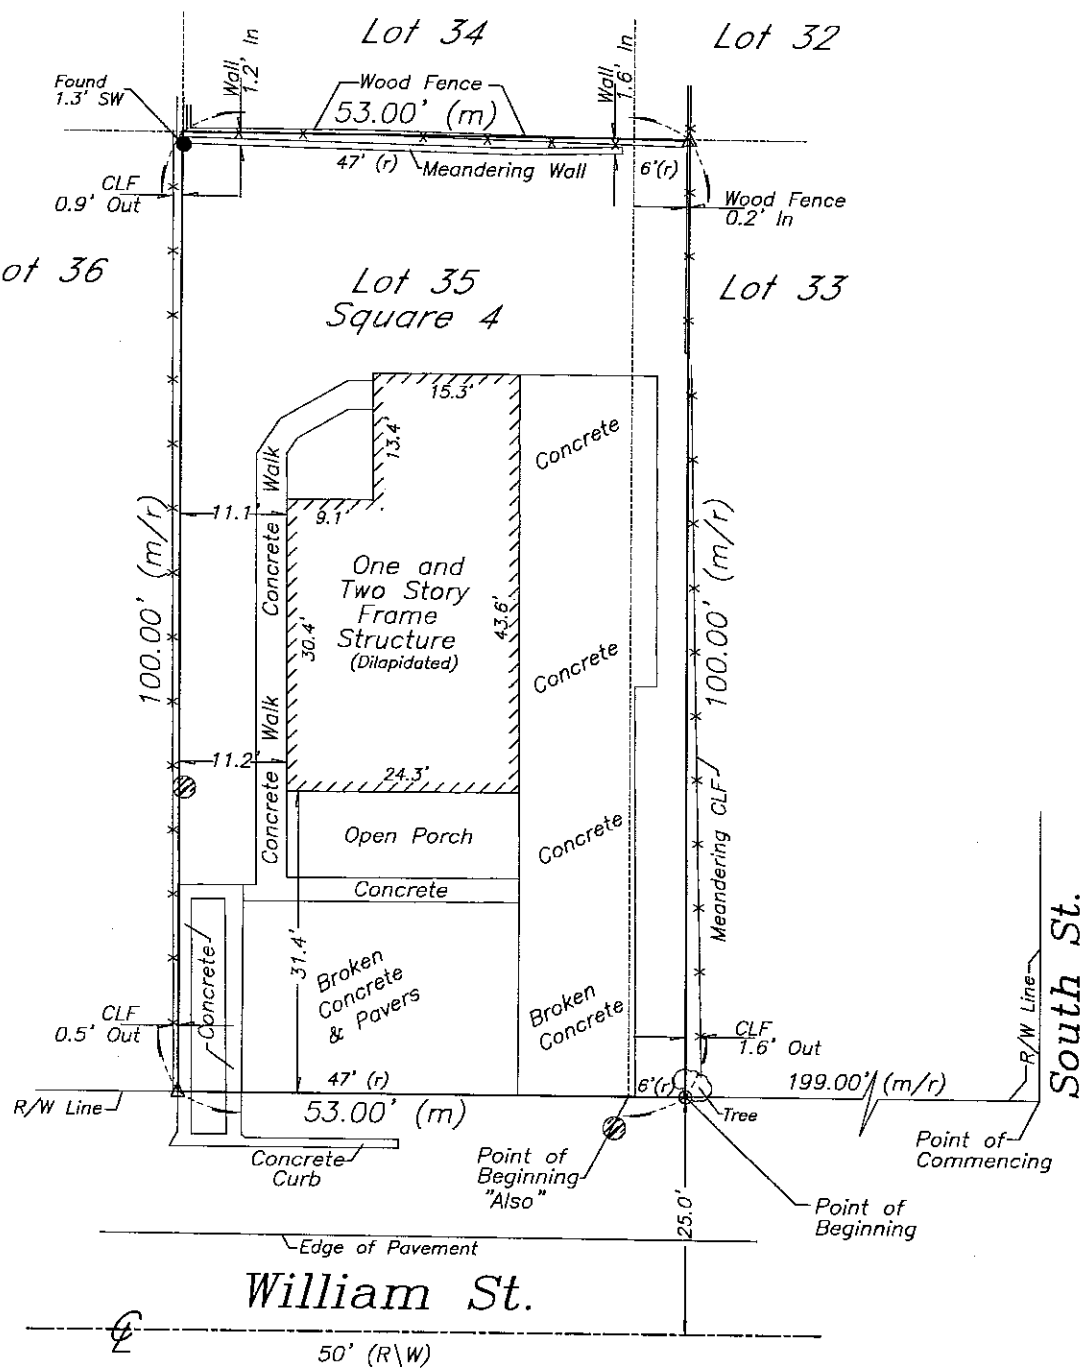 Lot 34
Lot 32
Wall
1.2' In
Wall
1.6' In
Found
1.3' SW
Wood Fence
53.00' (m)
47' (r)
Meandering Wall
6'(r)
CLF
0.9' Out
Wood Fence
0.2' In
ot 36
Lot 35
Square 4
Lot 33
15.3'
13.4'
Concrete
Concrete Walk
11.1'
9.1'
100.00' (m/r)
One and
Two Story
Frame
Structure
(Dilapidated)
30.4'
43.6'
100.00' (m/r)
Concrete
Concrete Walk
11.2'
24.3'
Open Porch
Concrete
Meandering CLF
Concrete
31.4'
Broken
Concrete
& Pavers
Broken
Concrete
Concrete
CLF
0.5' Out
CLF
1.6' Out
South St.
R/W Line
R/W Line
47' (r)
53.00' (m)
6'(r)
199.00' (m/r)
Tree
Point of
Commencing
Concrete
Curb
Point of
Beginning
"Also"
Point of
Beginning
25.0'
Edge of Pavement
William St.
50' (R\W)